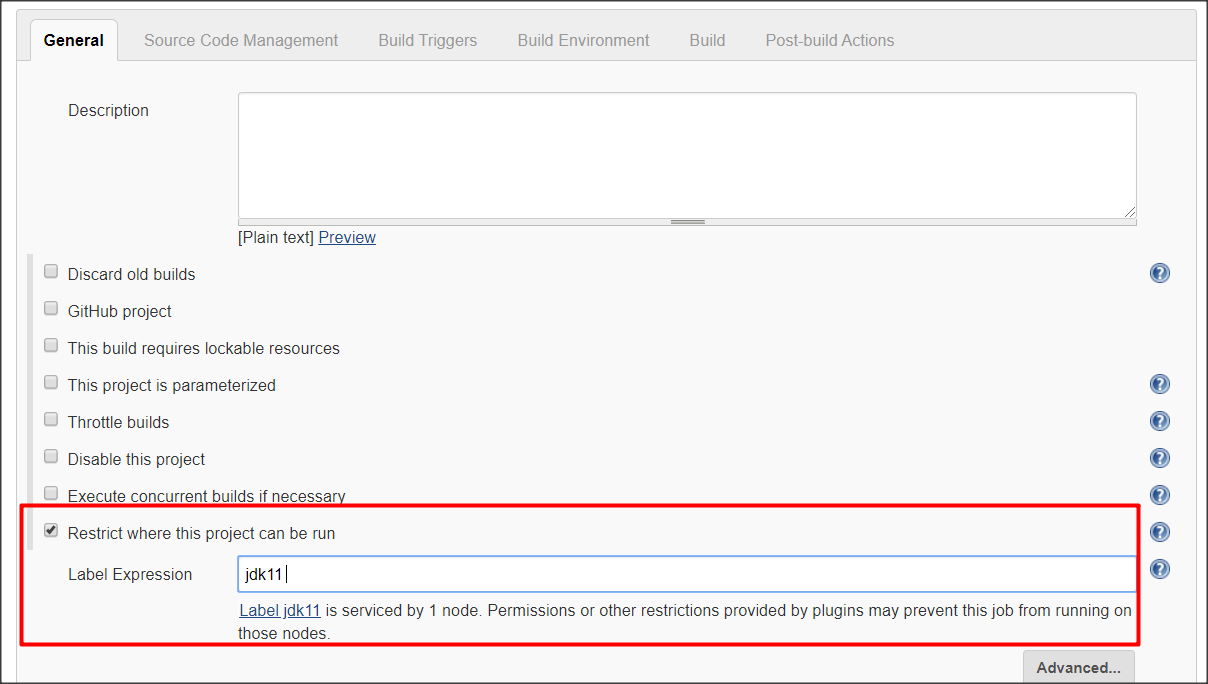 General Source Code Management Build Triggers Build Environment Build Post-build Actions
Description
[Plain text] Preview
Discard old builds
GitHub project
This build requires lockable resources
This project is parameterized
Throttle builds
Disable this project
Execute concurrent builds if necessary
Restrict where this project can be run
Label Expression jdk11
Label jdk11 is serviced by 1 node. Permissions or other restrictions provided by plugins may prevent this job from running on
those nodes.
Advanced...